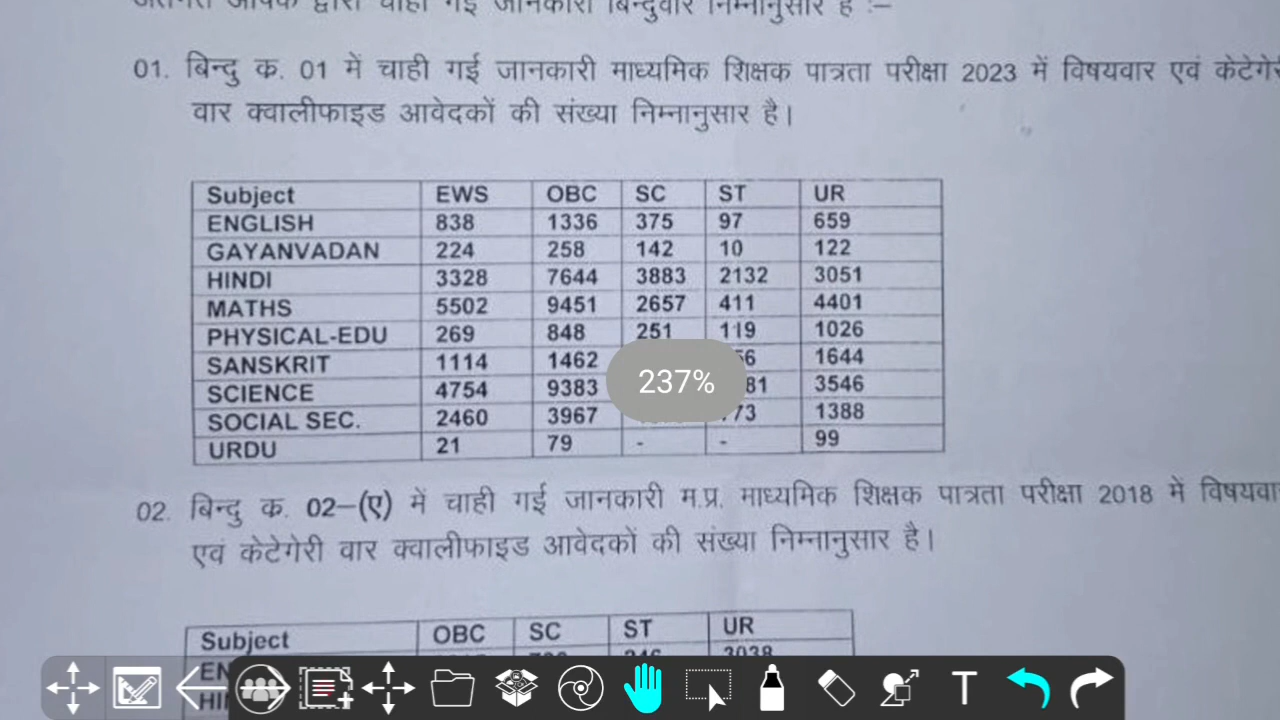 01. बिन्दु क. 01 में चाही गई जानकारी माध्यमिक शिक्षक पात्रता परीक्षा 2023 में विषयवार एवं
वार क्वालीफाइड आवेदकों की संख्या निम्नानुसार है।
Subject EWS OBC SC ST UR
ENGLISH 838 1336 375 97 659
GAYANVADAN 224 258 142 10 122
HINDI 3328 7644 3883 2132 3051
MATHS 5502 9451 2657 411 4401
PHYSICAL-EDU 269 848 251 119 1026
SANSKRIT 1114 1462 1644
SCIENCE 4754 9383 3546
237%
SOCIAL SEC. 2460 3967 1388
URDU 21 79 - - 99
02. बिन्दु क. 02–(ए) में चाही गई जानकारी म.प्र. माध्यमिक शिक्षक पात्रता परीक्षा 2018 में
एवं केटेगेरी वार क्वालीफाइड आवेदकों की संख्या निम्नानुसार है।
Subject OBC SC ST UR
T